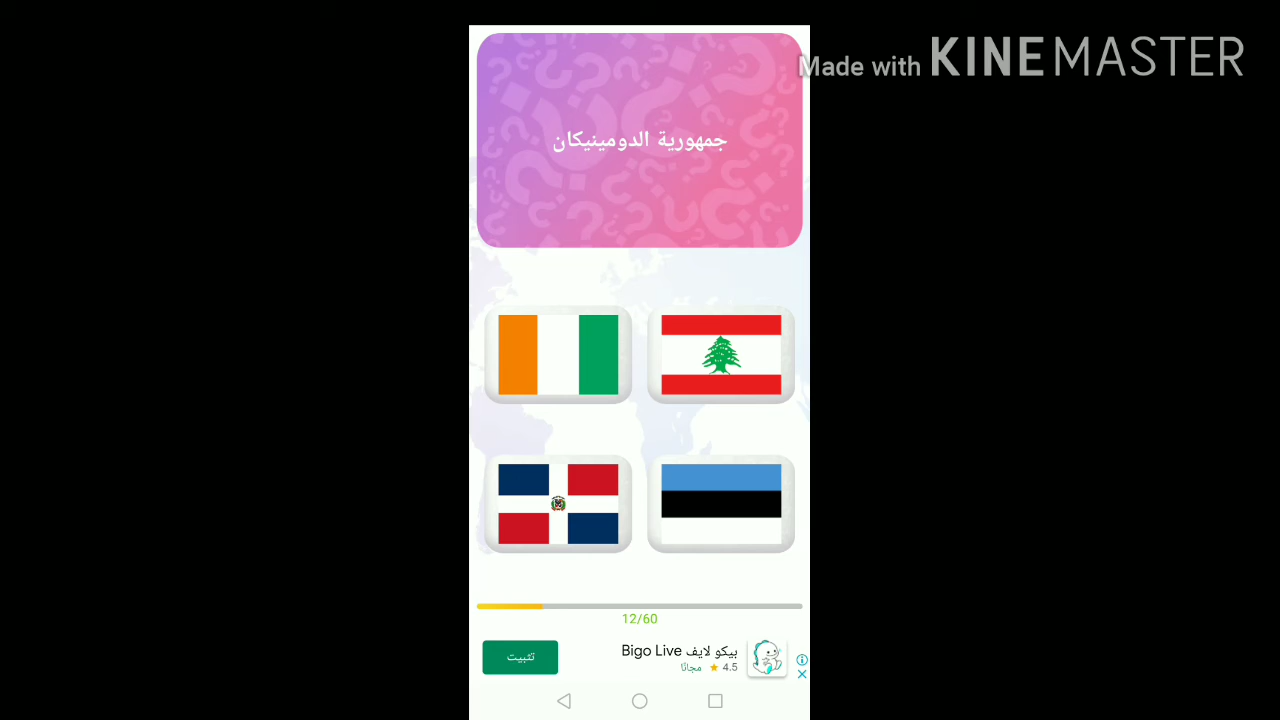 Made with KINEMASTER
جمهورية الدومينيكان
12/60
بيكو لايف Bigo Live
4.5 ★ مجانًا
تثبيت